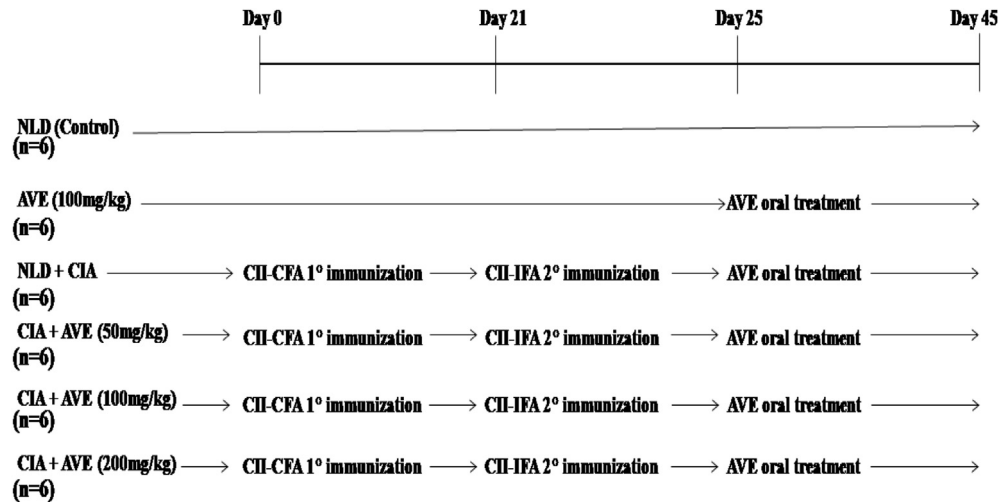 Day 0 Day 21 Day 25 Day 45
NLD (Control)
(n=6)
AVE (100mg/kg) AVE oral treatment
(n=6)
NLD + CIA CII-CFA 1° immunization CII-IFA 2° immunization AVE oral treatment
(n=6)
CIA + AVE (50mg/kg) CII-CFA 1° immunization CII-IFA 2° immunization AVE oral treatment
(n=6)
CIA + AVE (100mg/kg) CII-CFA 1° immunization CII-IFA 2° immunization AVE oral treatment
(n=6)
CIA + AVE (200mg/kg) CII-CFA 1° immunization CII-IFA 2° immunization AVE oral treatment
(n=6)